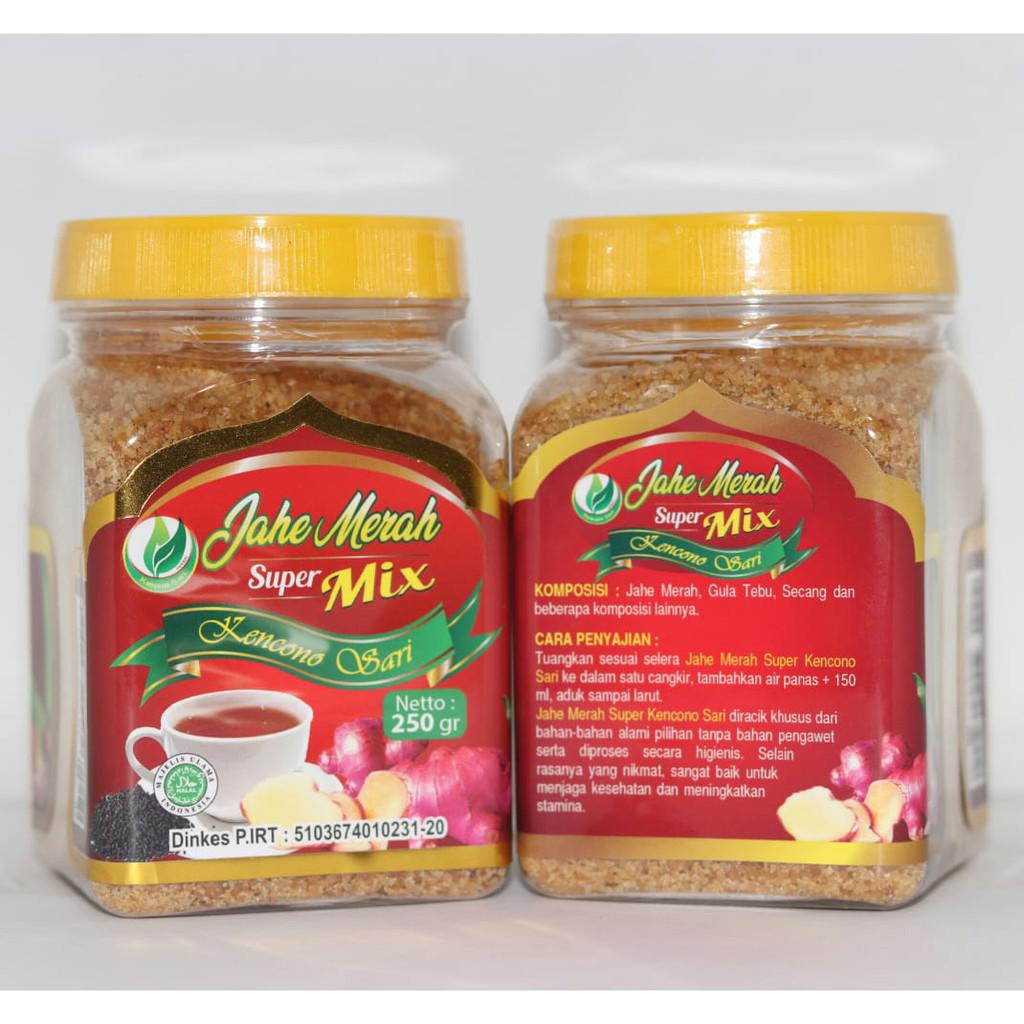 Jahe Merah
Super Mix
Kencono Sari
Netto :
250 gr
MAJELIS ULAMA
HALAL
INDONESIA
Dinkes P.IRT : 5103674010231-20
Jahe Merah
Super Mix
Kencono Sari
KOMPOSISI : Jahe Merah, Gula Tebu, Secang dan
beberapa komposisi lainnya.
CARA PENYAJIAN :
Tuangkan sesuai selera Jahe Merah Super Kencono
Sari ke dalam satu cangkir, tambahkan air panas + 150
ml, aduk sampai larut.
Jahe Merah Super Kencono Sari diracik khusus dari
bahan-bahan alami pilihan tanpa bahan pengawet
serta diproses secara higienis. Selain
rasanya yang nikmat, sangat baik untuk
menjaga kesehatan dan meningkatkan
stamina.